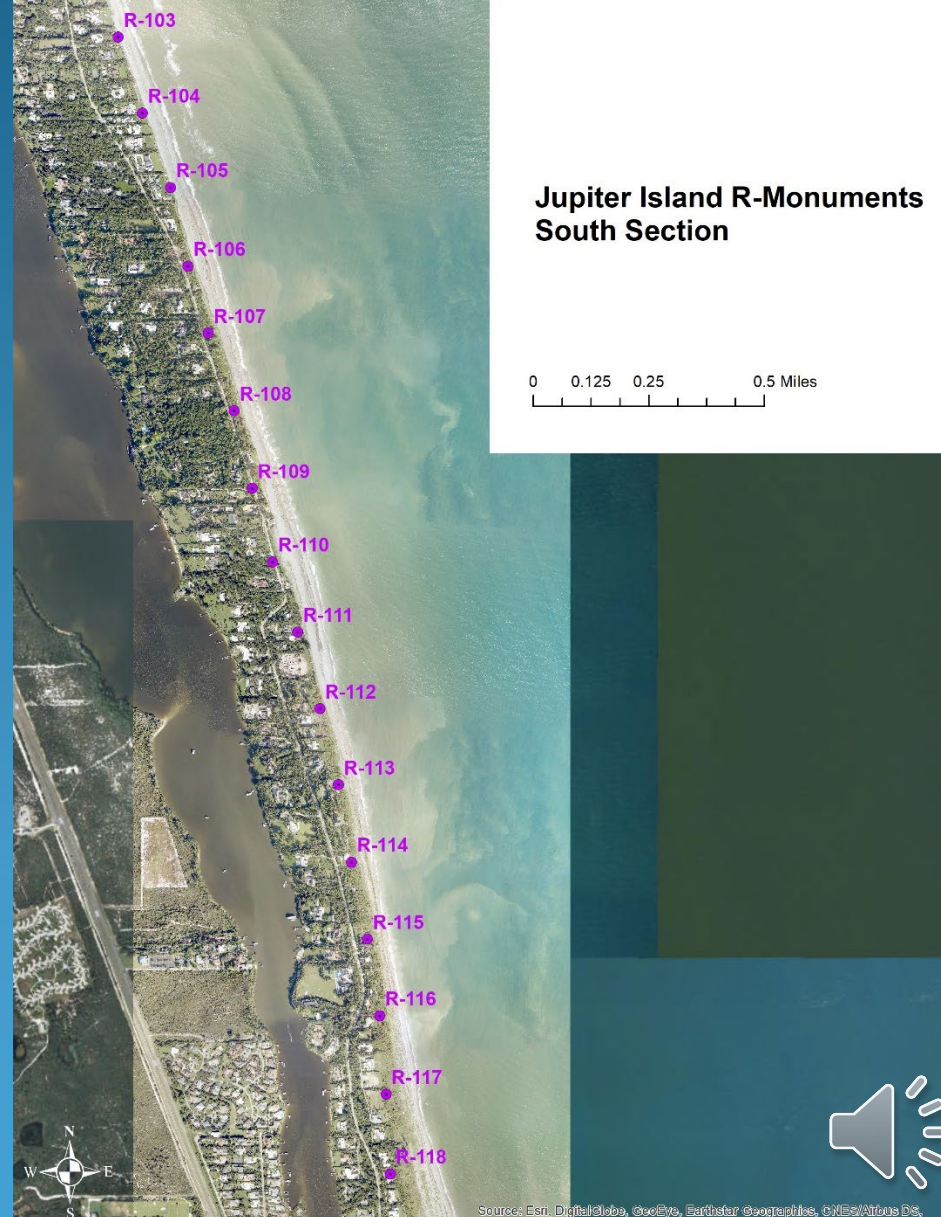 R-103
R-104
R-105
Jupiter Island R-Monuments
South Section
R-106
R-107
0 0.125 0.25 0.5 Miles
R-108
R-109
R-110
R-111
R-112
R-113
R-114
R-115
R-116
R-117
R-118
N
W E
S
Source: Esri, DigitalGlobe, GeoEye, Earthstar Geographics, CNES/Airbus DS,